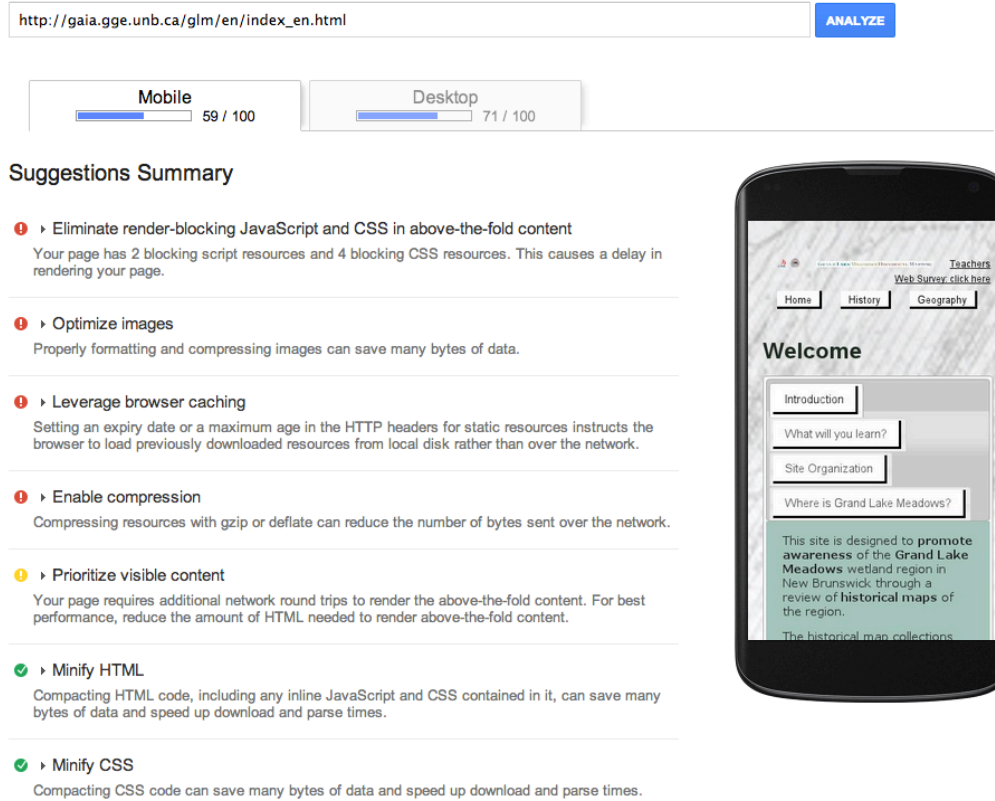 http://gaia.gge.unb.ca/glm/en/index_en.html
ANALYZE
Mobile
59 / 100
Desktop
71 / 100
Suggestions Summary
Eliminate render-blocking JavaScript and CSS in above-the-fold content
Your page has 2 blocking script resources and 4 blocking CSS resources. This causes a delay in
rendering your page.
Optimize images
Properly formatting and compressing images can save many bytes of data.
Leverage browser caching
Setting an expiry date or a maximum age in the HTTP headers for static resources instructs the
browser to load previously downloaded resources from local disk rather than over the network.
Enable compression
Compressing resources with gzip or deflate can reduce the number of bytes sent over the network.
Prioritize visible content
Your page requires additional network round trips to render the above-the-fold content. For best
performance, reduce the amount of HTML needed to render above-the-fold content.
Minify HTML
Compacting HTML code, including any inline JavaScript and CSS contained in it, can save many
bytes of data and speed up download and parse times.
Minify CSS
Compacting CSS code can save many bytes of data and speed up download and parse times.
Teachers
Web Survey: click here
Home
History
Geography
Welcome
Introduction
What will you learn?
Site Organization
Where is Grand Lake Meadows?
This site is designed to promote
awareness of the Grand Lake
Meadows wetland region in
New Brunswick through a
review of historical maps of
the region.
The historical map collections